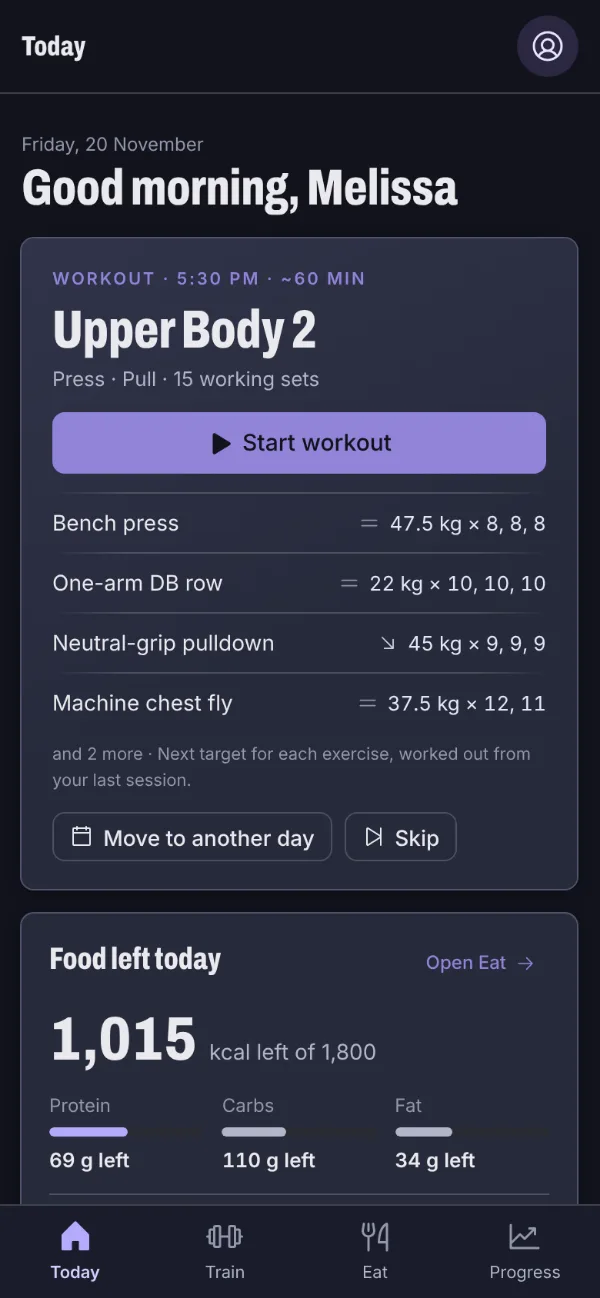 Today
Friday, 20 November
Good morning, Melissa
WORKOUT · 5:30 PM · ~60 MIN
Upper Body 2
Press · Pull · 15 working sets
Start workout
Bench press = 47.5 kg × 8, 8, 8
One-arm DB row = 22 kg × 10, 10, 10
Neutral-grip pulldown ↘ 45 kg × 9, 9, 9
Machine chest fly = 37.5 kg × 12, 11
and 2 more · Next target for each exercise, worked out from
your last session.
Move to another day Skip
Food left today Open Eat →
1,015 kcal left of 1,800
Protein Carbs Fat
69 g left 110 g left 34 g left
Today Train Eat Progress